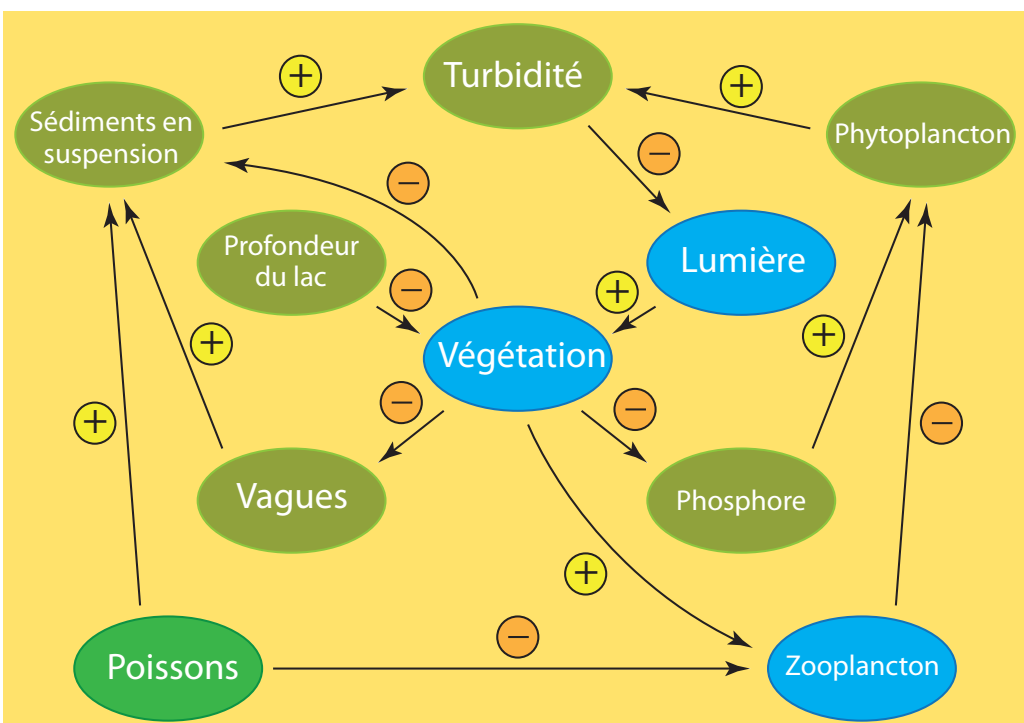 Turbidité
+
+
Sédiments en
suspension
Phytoplancton
−
−
Profondeur
du lac
Lumière
−
+
Végétation
+
+
−
−
+
−
Vagues
Phosphore
+
−
Poissons
Zooplancton